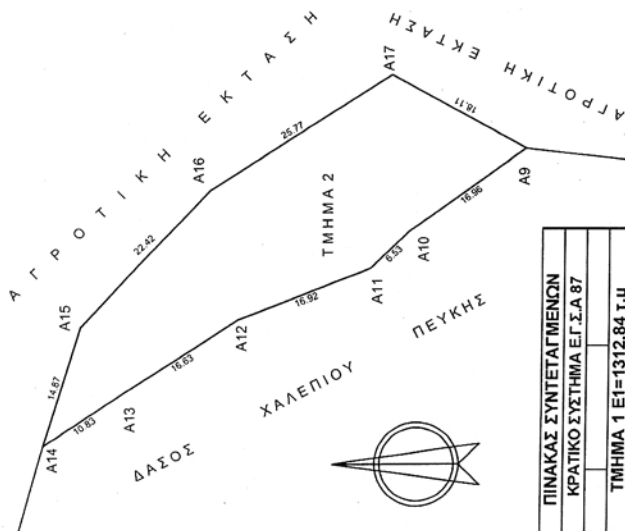 ΑΓΡΟΤΙΚΗ ΕΚΤΑΣΗ
ΑΓΡΟΤΙΚΗ ΕΚΤΑΣΗ
A17
18.11
25.77
A16
ΤΜΗΜΑ 2
A9
16.96
22.42
A10
6.53
A15
A11
16.92
A12
14.67
16.63
A13
10.83
A14
ΔΑΣΟΣ ΧΑΛΕΠΙΟΥ ΠΕΥΚΗΣ
ΠΙΝΑΚΑΣ ΣΥΝΤΕΤΑΓΜΕΝΩΝ
ΚΡΑΤΙΚΟ ΣΥΣΤΗΜΑ Ε.Γ.Σ.Α 87
ΤΜΗΜΑ 1 Ε1=1312.84 τ.μ